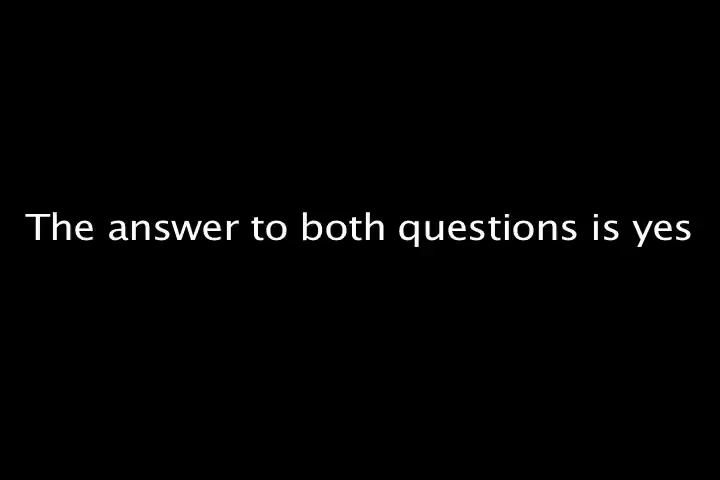 The answer to both questions is yes